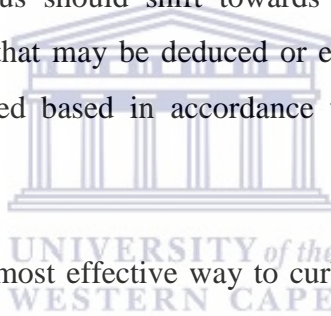 us should shift towards
that may be deduced or e
ed based in accordance
UNIVERSITY of the
most effective way to cur
WESTERN CAPE